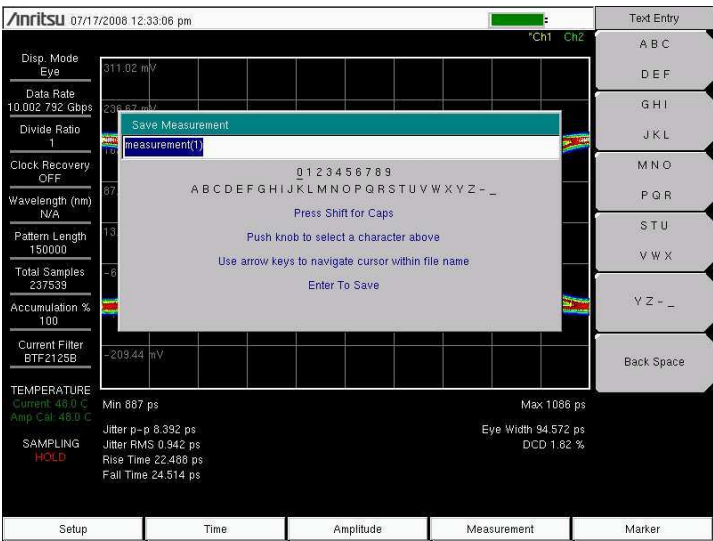 Anritsu 07/17/2008 12:33:06 pm
Text Entry
"Ch1 Ch2
Disp. Mode
Eye
Data Rate
10.002 792 Gbps
Divide Ratio
1
Clock Recovery
OFF
Wavelength (nm)
N/A
Pattern Length
150000
Total Samples
237539
Accumulation %
100
Current Filter
BTF2125B
TEMPERATURE
Current: 48.0 C
Amp Cal: 48.0 C
SAMPLING
HOLD
311.02 mV
Save Measurement
measurement(1)
0 1 2 3 4 5 6 7 8 9
A B C D E F G H I J K L M N O P Q R S T U V W X Y Z - _
Press Shift for Caps
Push knob to select a character above
Use arrow keys to navigate cursor within file name
Enter To Save
-209.44 mV
Min 887 ps
Max 1086 ps
Jitter p-p 8.392 ps
Jitter RMS 0.942 ps
Rise Time 22.488 ps
Fall Time 24.514 ps
Eye Width 94.572 ps
DCD 1.82 %
A B C
D E F
G H I
J K L
M N O
P Q R
S T U
V W X
Y Z - _
Back Space
Setup
Time
Amplitude
Measurement
Marker